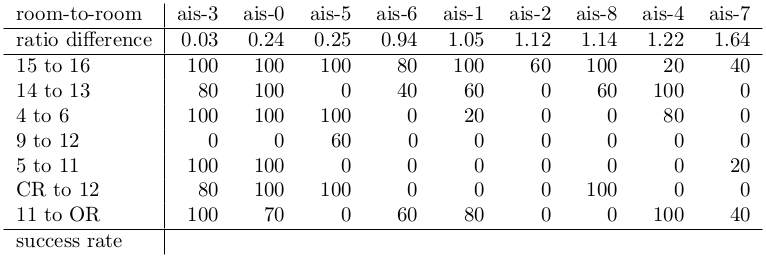 room-to-room ais-3 ais-0 ais-5 ais-6 ais-1 ais-2 ais-8 ais-4 ais-7
ratio difference 0.03 0.24 0.25 0.94 1.05 1.12 1.14 1.22 1.64
15 to 16 100 100 100 80 100 60 100 20 40
14 to 13 80 100 0 40 60 0 60 100 0
4 to 6 100 100 100 0 20 0 0 80 0
9 to 12 0 0 60 0 0 0 0 0 0
5 to 11 100 100 0 0 0 0 0 0 20
CR to 12 80 100 100 0 0 0 100 0 0
11 to OR 100 70 0 60 80 0 0 100 40
success rate